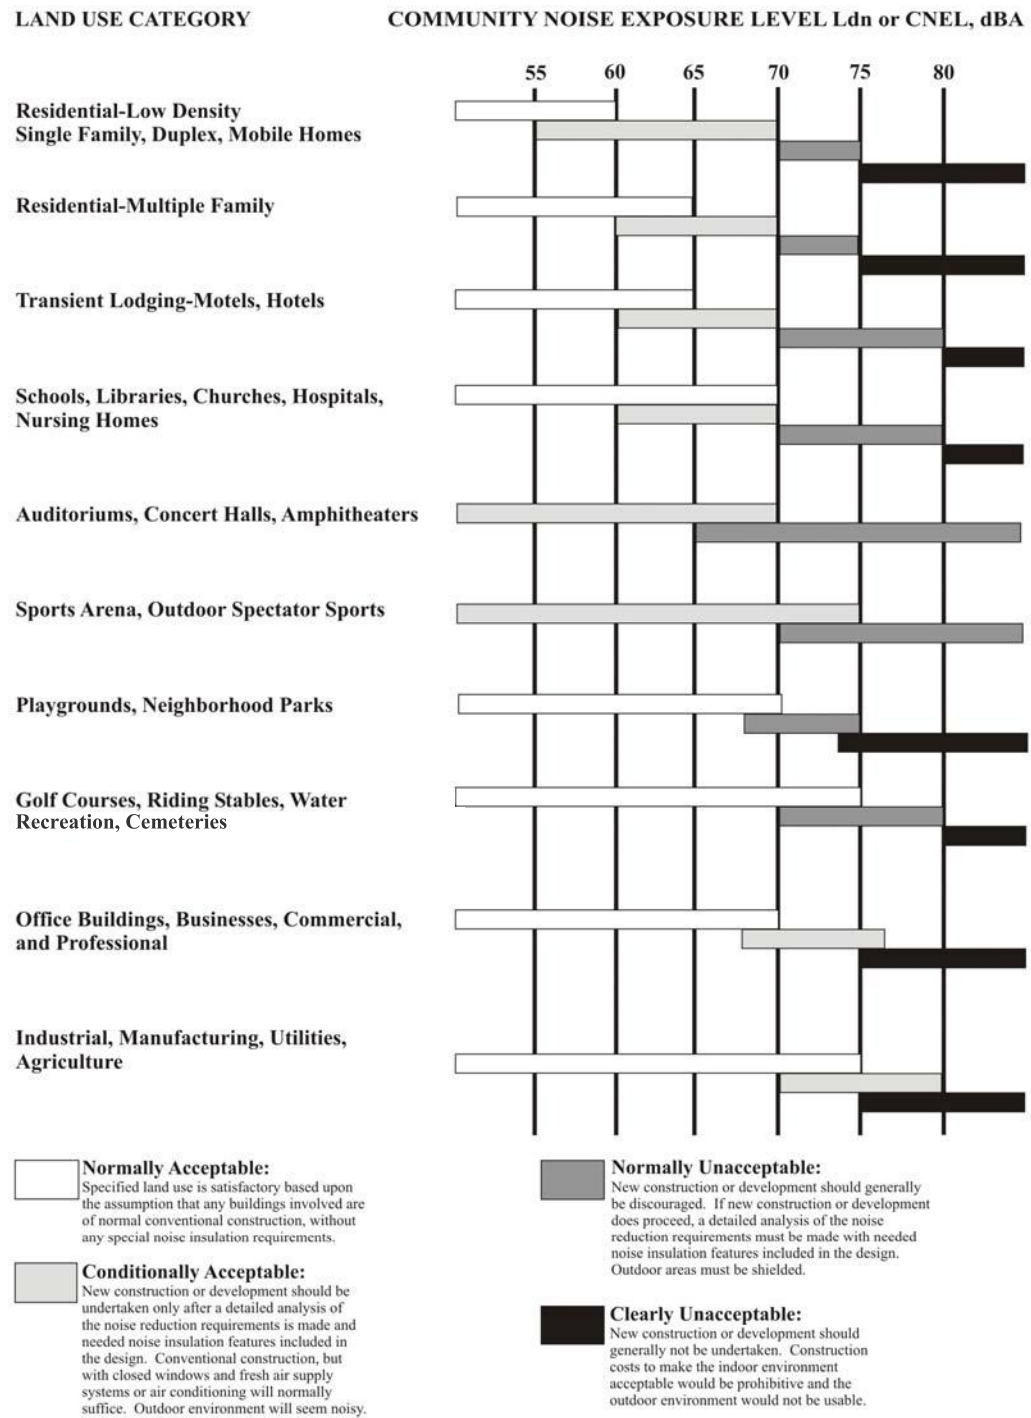 LAND USE CATEGORY
COMMUNITY NOISE EXPOSURE LEVEL Ldn or CNEL, dBA
55 60 65 70 75 80
Residential-Low Density
Single Family, Duplex, Mobile Homes
Residential-Multiple Family
Transient Lodging-Motels, Hotels
Schools, Libraries, Churches, Hospitals,
Nursing Homes
Auditoriums, Concert Halls, Amphitheaters
Sports Arena, Outdoor Spectator Sports
Playgrounds, Neighborhood Parks
Golf Courses, Riding Stables, Water
Recreation, Cemeteries
Office Buildings, Businesses, Commercial,
and Professional
Industrial, Manufacturing, Utilities,
Agriculture
Normally Acceptable:
Specified land use is satisfactory based upon
the assumption that any buildings involved are
of normal conventional construction, without
any special noise insulation requirements.
Conditionally Acceptable:
New construction or development should be
undertaken only after a detailed analysis of
the noise reduction requirements is made and
needed noise insulation features included in
the design. Conventional construction, but
with closed windows and fresh air supply
systems or air conditioning will normally
suffice. Outdoor environment will seem noisy.
Normally Unacceptable:
New construction or development should generally
be discouraged. If new construction or development
does proceed, a detailed analysis of the noise
reduction requirements must be made with needed
noise insulation features included in the design.
Outdoor areas must be shielded.
Clearly Unacceptable:
New construction or development should
generally not be undertaken. Construction
costs to make the indoor environment
acceptable would be prohibitive and the
outdoor environment would not be usable.